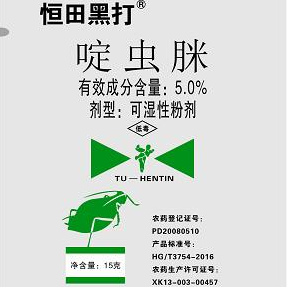 恒田黑打®
啶虫脒
有效成分含量：5.0%
剂型：可湿性粉剂
低毒
TU—HENTIN
农药登记证号：
PD20080510
产品标准号：
HG/T3754-2016
农药生产许可证号：
XK13-003-00457
净含量：15克